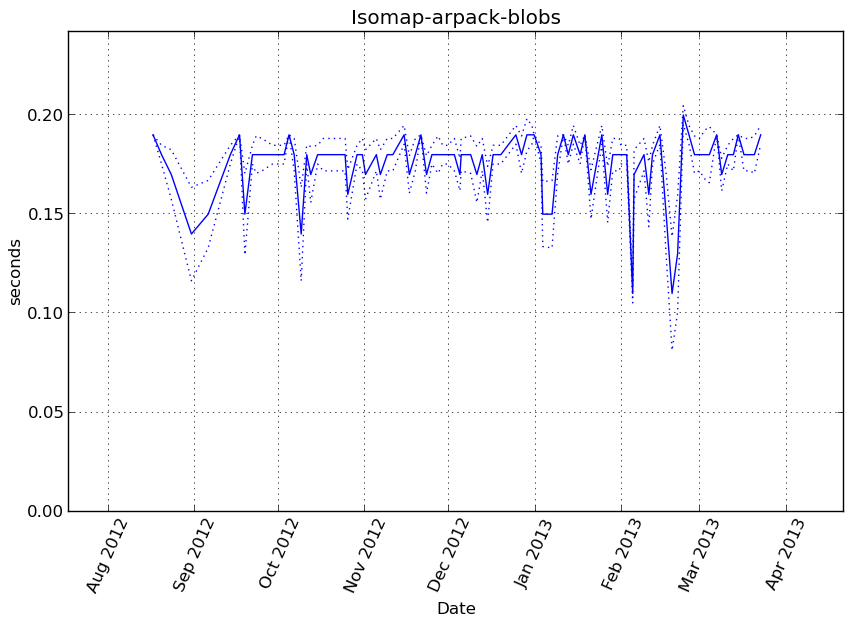 Isomap-arpack-blobs
seconds
0.20
0.15
0.10
0.05
0.00
Aug 2012
Sep 2012
Oct 2012
Nov 2012
Dec 2012
Jan 2013
Feb 2013
Mar 2013
Apr 2013
Date